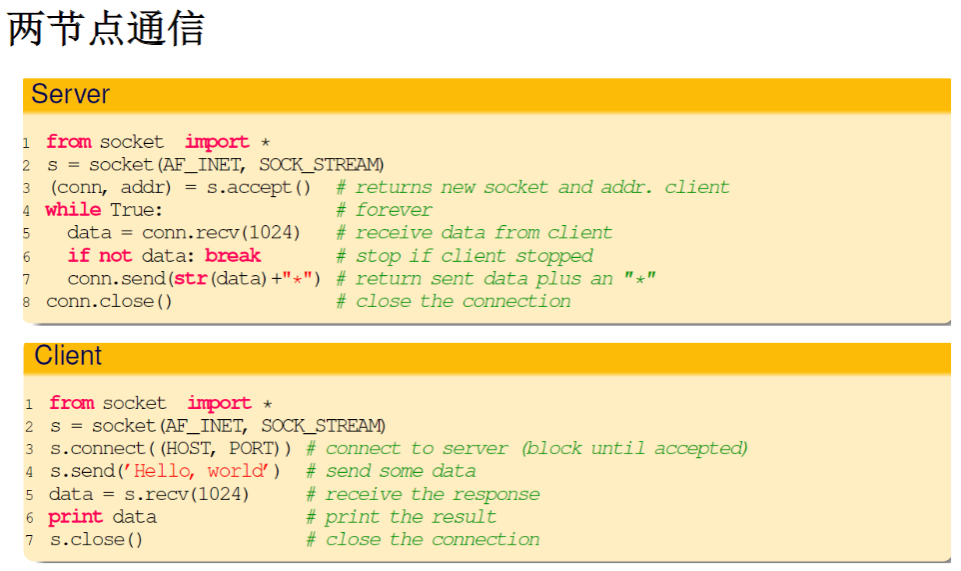 两节点通信
Server
1 from socket import *
2 s = socket(AF_INET, SOCK_STREAM)
3 (conn, addr) = s.accept() # returns new socket and addr. client
4 while True: # forever
5 data = conn.recv(1024) # receive data from client
6 if not data: break # stop if client stopped
7 conn.send(str(data)+"*") # return sent data plus an "*"
8 conn.close() # close the connection
Client
1 from socket import *
2 s = socket(AF_INET, SOCK_STREAM)
3 s.connect((HOST, PORT)) # connect to server (block until accepted)
4 s.send('Hello, world') # send some data
5 data = s.recv(1024) # receive the response
6 print data # print the result
7 s.close() # close the connection